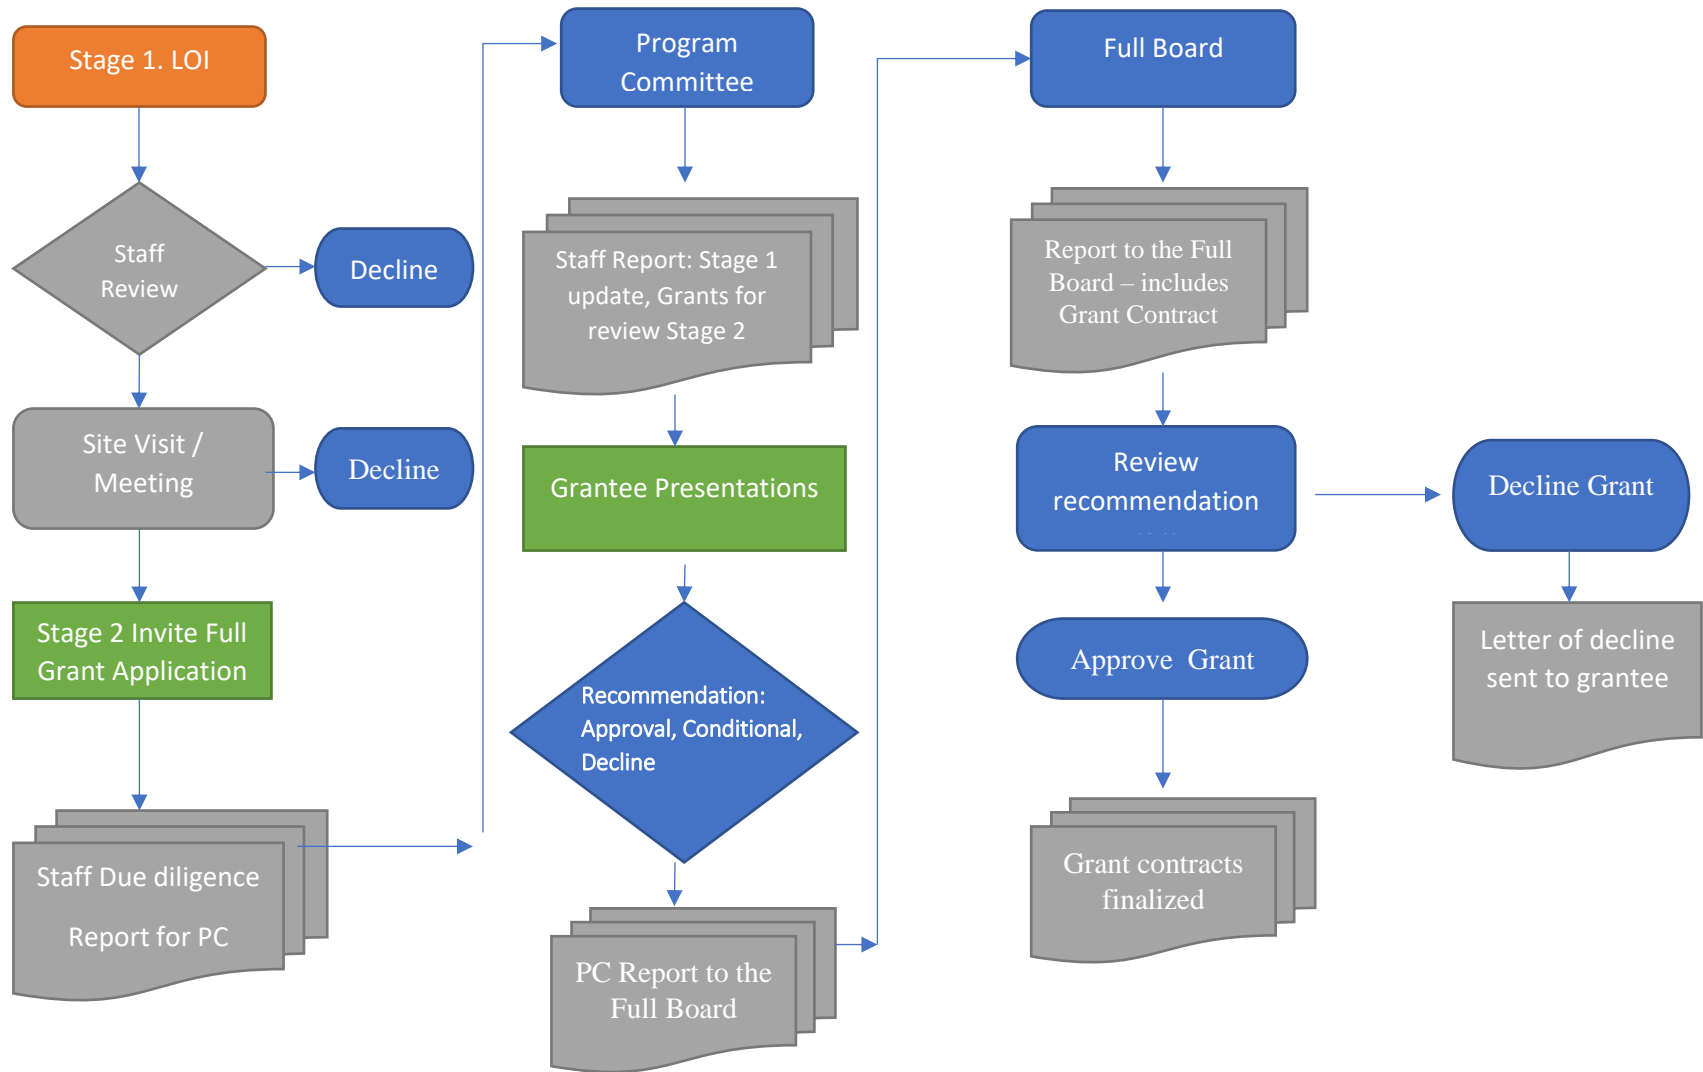 Stage 1. LOI
Staff
Review
Decline
Site Visit /
Meeting
Decline
Stage 2 Invite Full
Grant Application
Staff Due diligence
Report for PC
Program
Committee
Staff Report: Stage 1
update, Grants for
review Stage 2
Grantee Presentations
Recommendation:
Approval, Conditional,
Decline
PC Report to the
Full Board
Full Board
Report to the Full
Board – includes
Grant Contract
Review
recommendation
Decline Grant
Approve Grant
Letter of decline
sent to grantee
Grant contracts
finalized